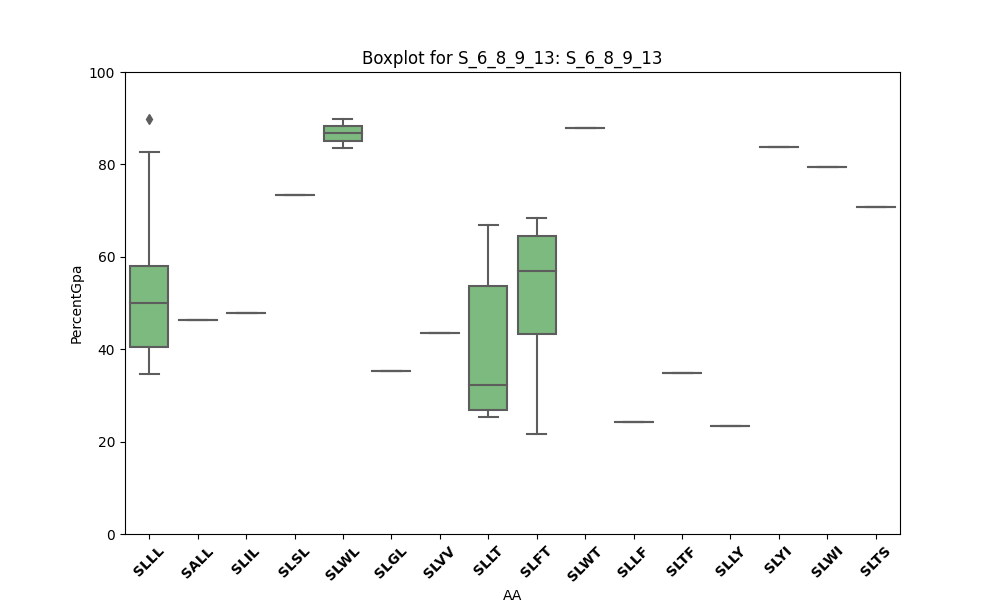 Boxplot for S_6_8_9_13: S_6_8_9_13
PercentGpa
100
80
60
40
20
0
SLLL SALL SLIL SLSL SLWL SLGL SLVV SLLT SLFT SLWT SLLF SLTF SLLY SLYI SLWI SLTS
AA